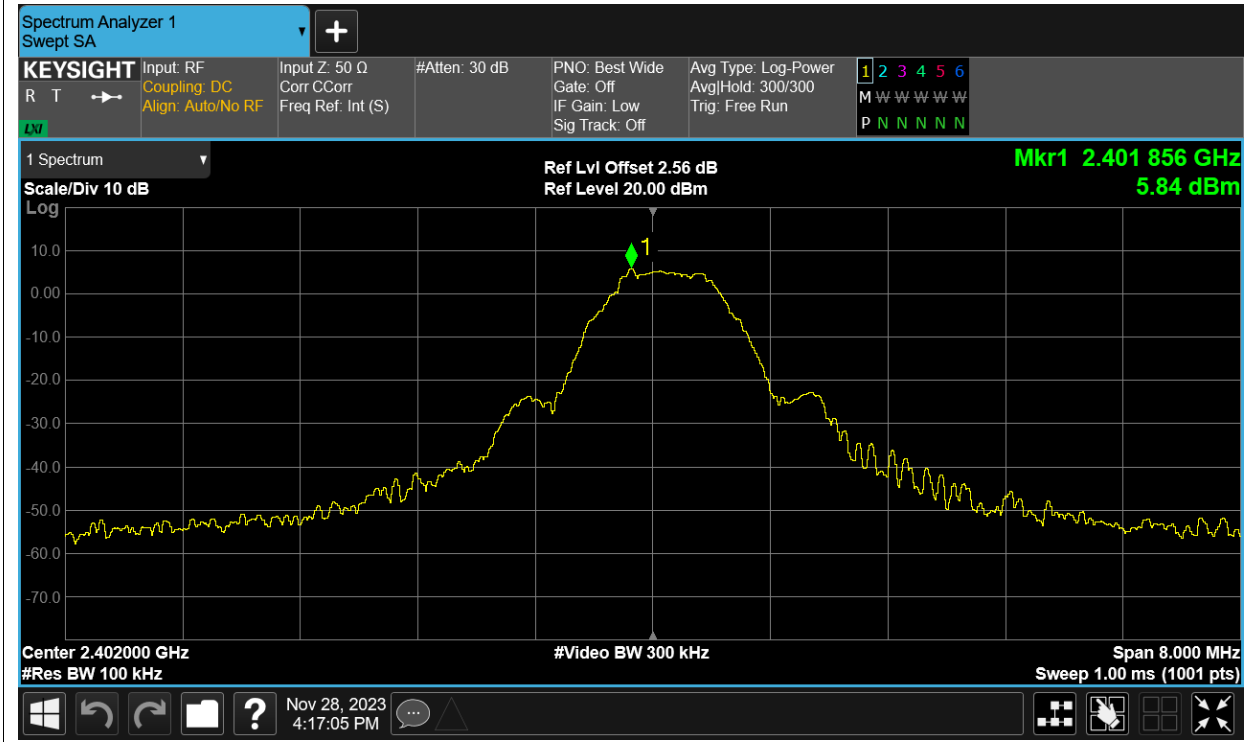 Spectrum Analyzer 1
Swept SA
+
KEYSIGHT
R T
LXI
Input: RF
Coupling: DC
Align: Auto/No RF
Input Z: 50 Ω
Corr CCorr
Freq Ref: Int (S)
#Atten: 30 dB
PNO: Best Wide
Gate: Off
IF Gain: Low
Sig Track: Off
Avg Type: Log-Power
Avg|Hold: 300/300
Trig: Free Run
1 2 3 4 5 6
M W W W W W
P N N N N N
1 Spectrum
Scale/Div 10 dB
Log
Ref Lvl Offset 2.56 dB
Ref Level 20.00 dBm
Mkr1 2.401 856 GHz
5.84 dBm
1
10.0
0.00
-10.0
-20.0
-30.0
-40.0
-50.0
-60.0
-70.0
Center 2.402000 GHz
#Res BW 100 kHz
#Video BW 300 kHz
Span 8.000 MHz
Sweep 1.00 ms (1001 pts)
?
Nov 28, 2023
4:17:05 PM